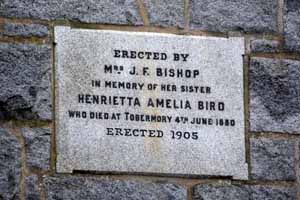 ERECTED BY
MRS J. F. BISHOP
IN MEMORY OF HER SISTER
HENRIETTA AMELIA BIRD
WHO DIED AT TOBERMORY 4TH JUNE 1880
ERECTED 1905